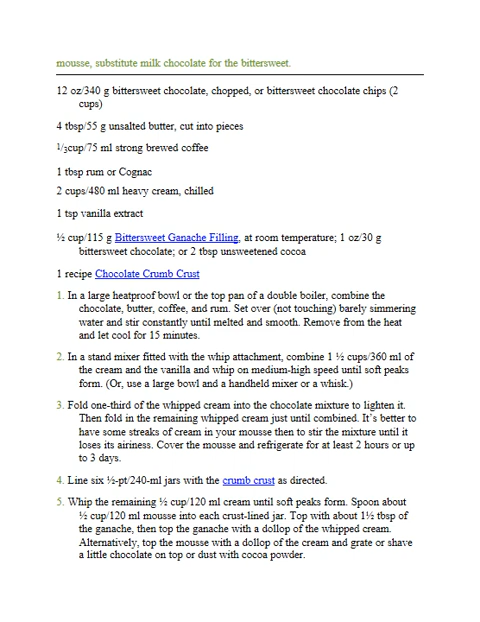 mousse, substitute milk chocolate for the bittersweet.
12 oz/340 g bittersweet chocolate, chopped, or bittersweet chocolate chips (2
cups)
4 tbsp/55 g unsalted butter, cut into pieces
1/3cup/75 ml strong brewed coffee
1 tbsp rum or Cognac
2 cups/480 ml heavy cream, chilled
1 tsp vanilla extract
½ cup/115 g Bittersweet Ganache Filling, at room temperature; 1 oz/30 g
bittersweet chocolate; or 2 tbsp unsweetened cocoa
1 recipe Chocolate Crumb Crust
1. In a large heatproof bowl or the top pan of a double boiler, combine the
chocolate, butter, coffee, and rum. Set over (not touching) barely simmering
water and stir constantly until melted and smooth. Remove from the heat
and let cool for 15 minutes.
2. In a stand mixer fitted with the whip attachment, combine 1 ½ cups/360 ml of
the cream and the vanilla and whip on medium-high speed until soft peaks
form. (Or, use a large bowl and a handheld mixer or a whisk.)
3. Fold one-third of the whipped cream into the chocolate mixture to lighten it.
Then fold in the remaining whipped cream just until combined. It's better to
have some streaks of cream in your mousse then to stir the mixture until it
loses its airiness. Cover the mousse and refrigerate for at least 2 hours or up
to 3 days.
4. Line six ½-pt/240-ml jars with the crumb crust as directed.
5. Whip the remaining ½ cup/120 ml cream until soft peaks form. Spoon about
½ cup/120 ml mousse into each crust-lined jar. Top with about 1½ tbsp of
the ganache, then top the ganache with a dollop of the whipped cream.
Alternatively, top the mousse with a dollop of the cream and grate or shave
a little chocolate on top or dust with cocoa powder.